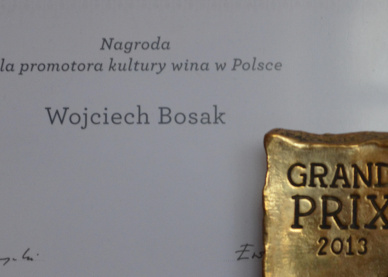 Nagroda
la promotora kultury wina w Polsce
Wojciech Bosak
GRAND
PRIX
2013